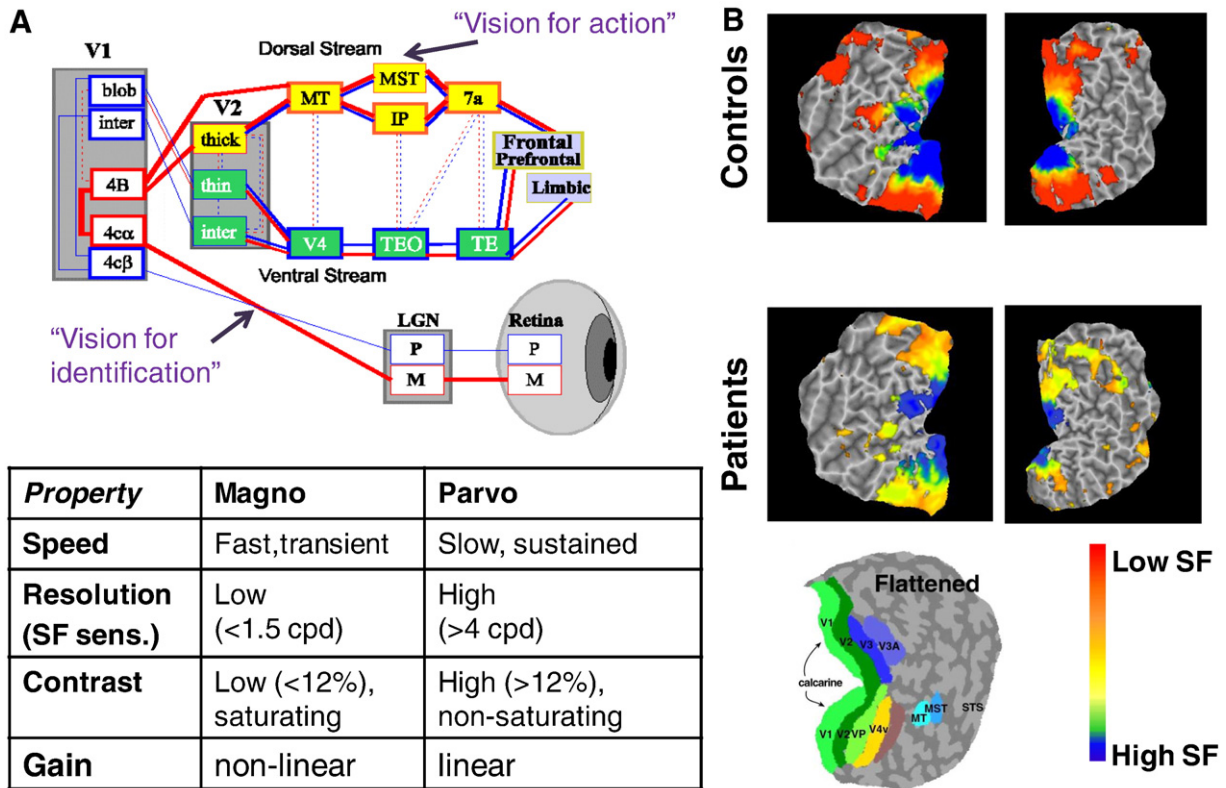 A
"Vision for action"
Dorsal Stream
V1
blob
inter
4B
4cα
4cβ
V2
thick
thin
inter
MT
MST
IP
7a
Frontal
Prefrontal
Limbic
V4
TEO
TE
Ventral Stream
"Vision for
identification"
LGN
P
M
Retina
P
M
Property Magno Parvo
Speed Fast,transient Slow, sustained
Resolution Low High
(SF sens.) (<1.5 cpd) (>4 cpd)
Contrast Low (<12%), High (>12%),
saturating non-saturating
Gain non-linear linear
B
Controls
Patients
Flattened
V1
V2
V3
V3A
calcarine
V1
V2
VP
V4v
MT
MST
STS
Low SF
High SF